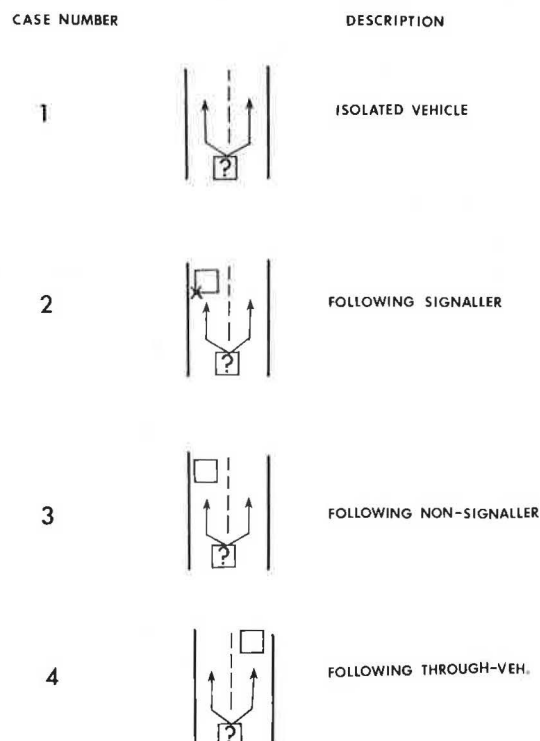 CASE NUMBER DESCRIPTION
1 ISOLATED VEHICLE
?
2 FOLLOWING SIGNALLER
?
3 FOLLOWING NON-SIGNALLER
?
4 FOLLOWING THROUGH-VEH.
?